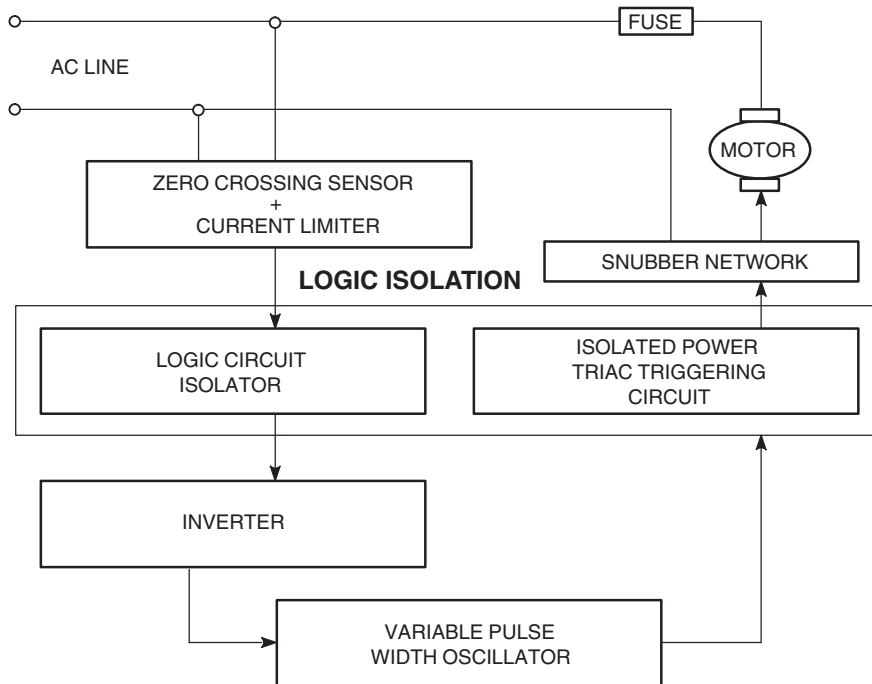 FUSE
AC LINE
MOTOR
ZERO CROSSING SENSOR
+
CURRENT LIMITER
SNUBBER NETWORK
LOGIC ISOLATION
LOGIC CIRCUIT
ISOLATOR
ISOLATED POWER
TRIAC TRIGGERING
CIRCUIT
INVERTER
VARIABLE PULSE
WIDTH OSCILLATOR